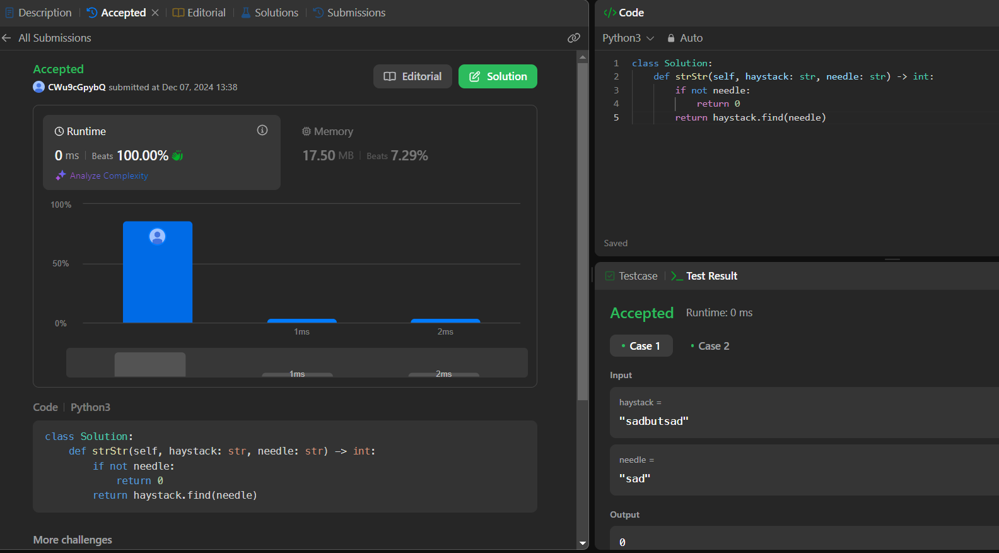 Description
Accepted
Editorial
Solutions
Submissions
All Submissions
Accepted
CWu9cGpybQ submitted at Dec 07, 2024 13:38
Editorial
Solution
Runtime
0 ms
Beats 100.00%
Analyze Complexity
Memory
17.50 MB
Beats 7.29%
100%
50%
0%
1ms
2ms
1ms
2ms
Code
Python3
class Solution:
    def strStr(self, haystack: str, needle: str) -> int:
        if not needle:
            return 0
        return haystack.find(needle)
More challenges
</> Code
Python3
Auto
1 class Solution:
2     def strStr(self, haystack: str, needle: str) -> int:
3         if not needle:
4             return 0
5         return haystack.find(needle)
Saved
Testcase
Test Result
Accepted
Runtime: 0 ms
Case 1
Case 2
Input
haystack =
"sadbutsad"
needle =
"sad"
Output
0